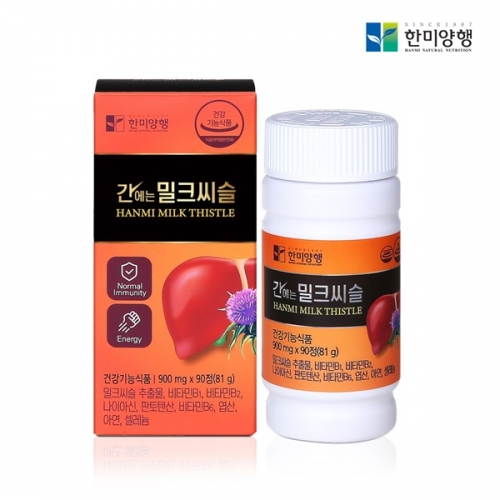 SINCE1967
한미양행
HANMI NATURAL NUTRITION
한미양행
건강
기능식품
간에는 밀크씨슬
HANMI MILK THISTLE
Normal
Immunity
Energy
건강기능식품 | 900 mg x 90정(81 g)
밀크씨슬 추출물, 비타민B₁, 비타민B₂,
나이아신, 판토텐산, 비타민B₆, 엽산,
아연, 셀레늄
한미양행
간에는 밀크씨슬
HANMI MILK THISTLE
건강기능식품
900 mg x 90정(81 g)
밀크씨슬 추출물, 비타민B₁, 비타민B₂,
나이아신, 판토텐산, 비타민B₆, 엽산, 아연, 셀레늄